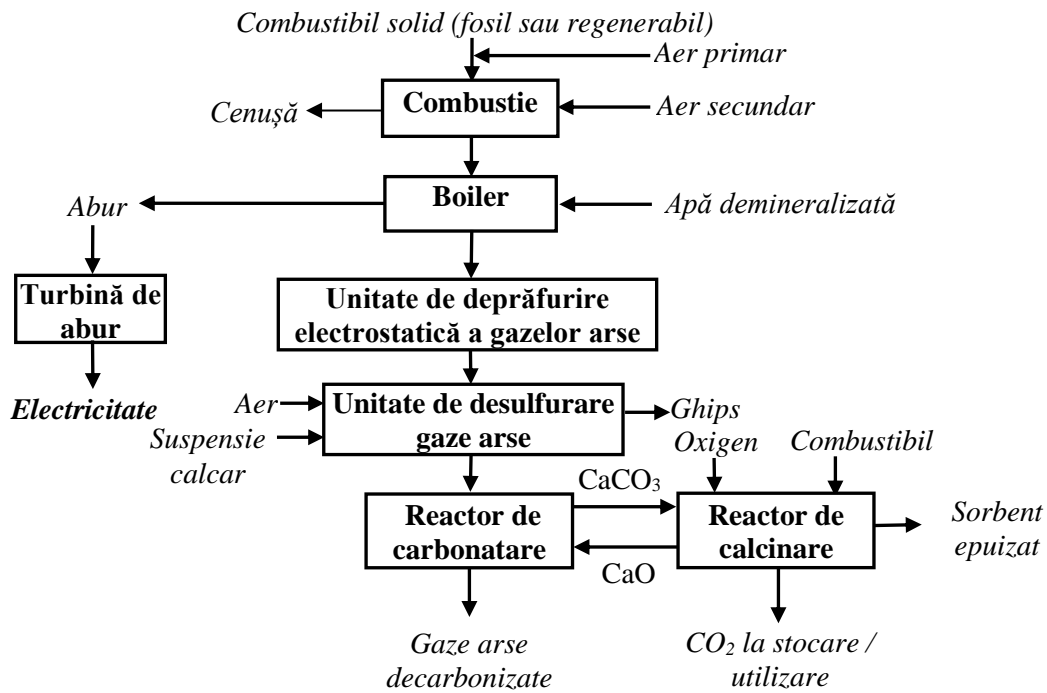 Combustibil solid (fosil sau regenerabil)
Aer primar
Combustie
Cenușă
Aer secundar
Boiler
Abur
Apă demineralizată
Turbină de
abur
Unitate de deprăfurire
electrostatică a gazelor arse
Electricitate
Aer
Suspensie
calcar
Unitate de desulfurare
gaze arse
Ghips
Oxigen
Combustibil
CaCO₃
Reactor de
carbonatare
Reactor de
calcinare
Sorbent
epuizat
CaO
Gaze arse
decarbonizate
CO₂ la stocare /
utilizare